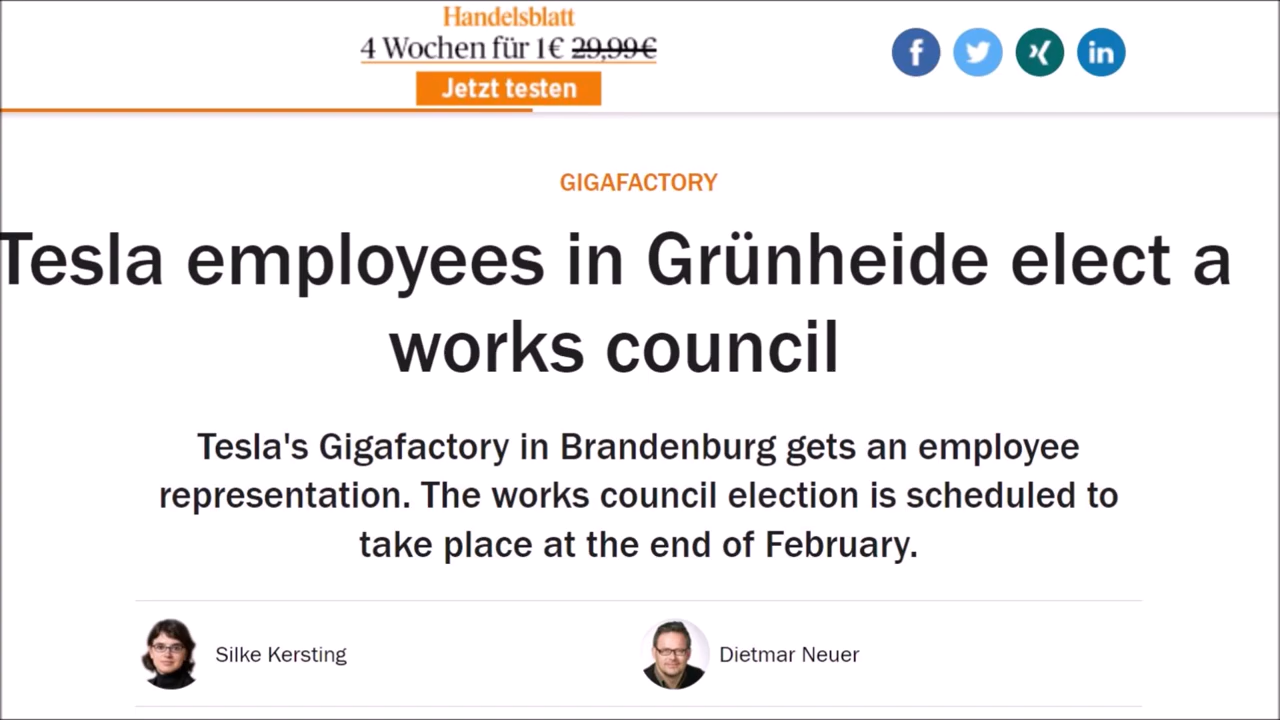 Handelsblatt
4 Wochen für 1€ 29,99€
Jetzt testen
GIGAFACTORY
Tesla employees in Grünheide elect a
works council
Tesla's Gigafactory in Brandenburg gets an employee
representation. The works council election is scheduled to
take place at the end of February.
Silke Kersting
Dietmar Neuer